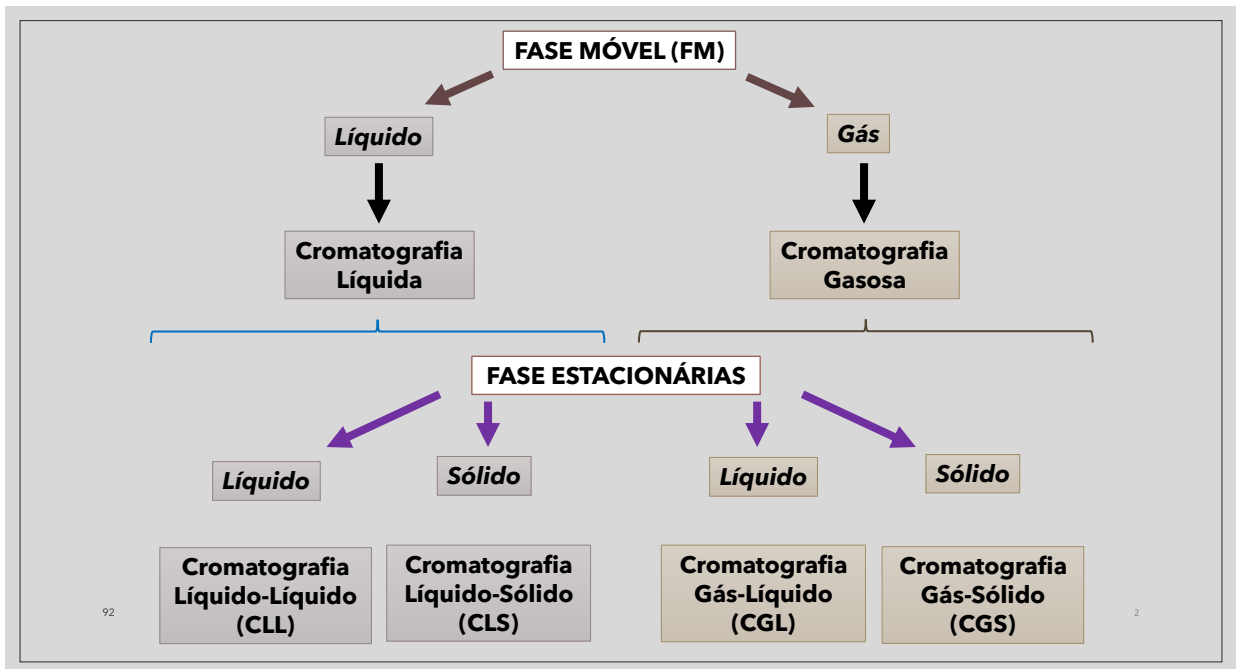 FASE MÓVEL (FM)
Líquido
Gás
Cromatografia
Líquida
Cromatografia
Gasosa
FASE ESTACIONÁRIAS
Líquido
Sólido
Líquido
Sólido
Cromatografia
Líquido-Líquido
(CLL)
Cromatografia
Líquido-Sólido
(CLS)
Cromatografia
Gás-Líquido
(CGL)
Cromatografia
Gás-Sólido
(CGS)
92
2